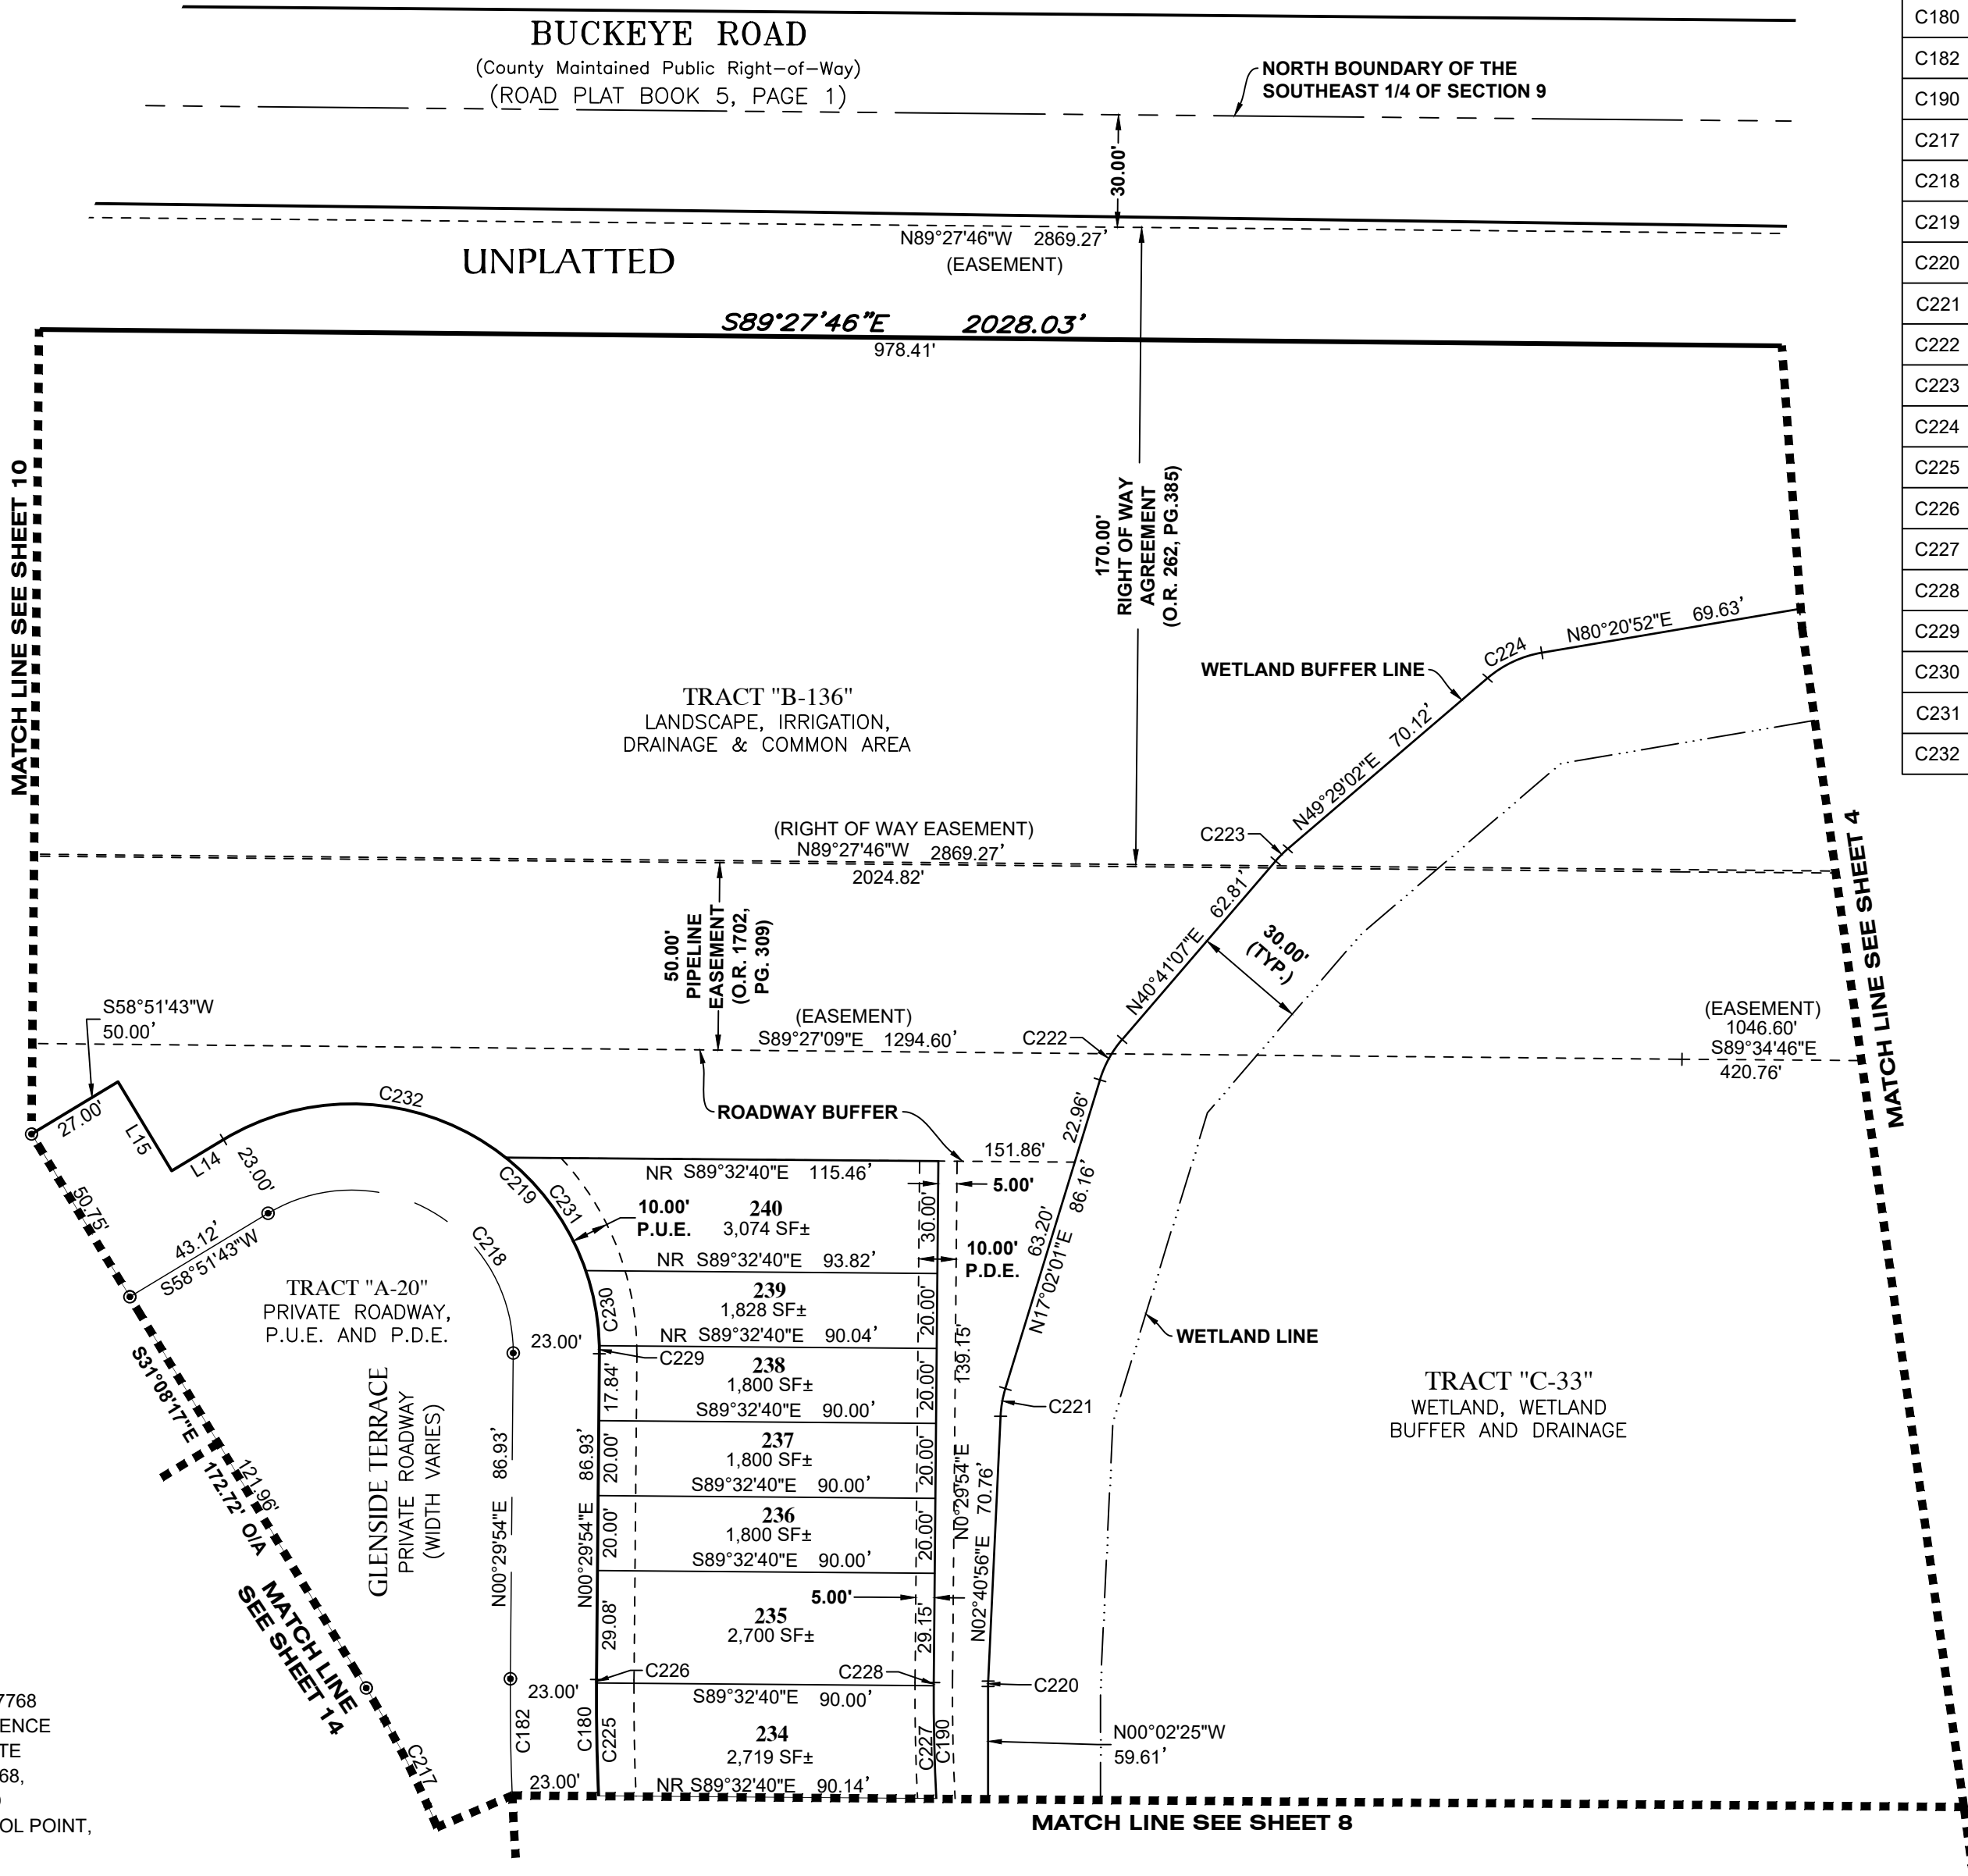 BUCKEYE ROAD
(County Maintained Public Right-of-Way)
(ROAD PLAT BOOK 5, PAGE 1)
NORTH BOUNDARY OF THE
SOUTHEAST 1/4 OF SECTION 9
30.00'
N89°27'46"W 2869.27'
(EASEMENT)
UNPLATTED
S89°27'46"E 2028.03'
978.41'
MATCH LINE SEE SHEET 10
170.00'
RIGHT OF WAY
AGREEMENT
(O.R. 262, PG.385)
TRACT "B-136"
LANDSCAPE, IRRIGATION,
DRAINAGE & COMMON AREA
WETLAND BUFFER LINE
C224
N80°20'52"E 69.63'
N49°29'02"E 70.12'
C223
(RIGHT OF WAY EASEMENT)
N89°27'46"W 2869.27'
2024.82'
50.00'
PIPELINE
EASEMENT
(O.R. 1702,
PG. 309)
N40°41'07"E 62.81'
30.00'
(TYP.)
MATCH LINE SEE SHEET 4
(EASEMENT)
S89°27'09"E 1294.60'
C222
(EASEMENT)
1046.60'
S89°34'46"E
420.76'
S58°51'43"W
50.00'
27.00'
L15
L14
C232
23.00'
50.75'
43.12'
S58°51'43"W
C219
C231
C218
ROADWAY BUFFER
151.86'
22.96'
86.16'
63.20'
N17°02'01"E
NR S89°32'40"E 115.46'
5.00'
10.00'
P.U.E.
240
3,074 SF±
30.00'
10.00'
P.D.E.
NR S89°32'40"E 93.82'
239
1,828 SF±
C230
20.00'
NR S89°32'40"E 90.04'
23.00'
C229
238
1,800 SF±
17.84'
20.00'
139.15'
N0°29'54"E
S89°32'40"E 90.00'
237
1,800 SF±
20.00'
20.00'
S89°32'40"E 90.00'
236
1,800 SF±
20.00'
20.00'
S89°32'40"E 90.00'
5.00'
235
2,700 SF±
29.08'
29.15'
C226
C228
23.00'
S89°32'40"E 90.00'
234
2,719 SF±
C182
C180
C225
C227
C190
23.00'
NR S89°32'40"E 90.14'
TRACT "A-20"
PRIVATE ROADWAY,
P.U.E. AND P.D.E.
GLENSIDE TERRACE
PRIVATE ROADWAY
(WIDTH VARIES)
N00°29'54"E 86.93'
N00°29'54"E 86.93'
S31°08'17"E 172.72' O/A
121.96'
MATCH LINE
SEE SHEET 14
C217
WETLAND LINE
C221
N02°40'56"E 70.76'
C220
N00°02'25"W
59.61'
TRACT "C-33"
WETLAND, WETLAND
BUFFER AND DRAINAGE
MATCH LINE SEE SHEET 8
7768
ENCE
TE
68,
OL POINT,
C180
C182
C190
C217
C218
C219
C220
C221
C222
C223
C224
C225
C226
C227
C228
C229
C230
C231
C232